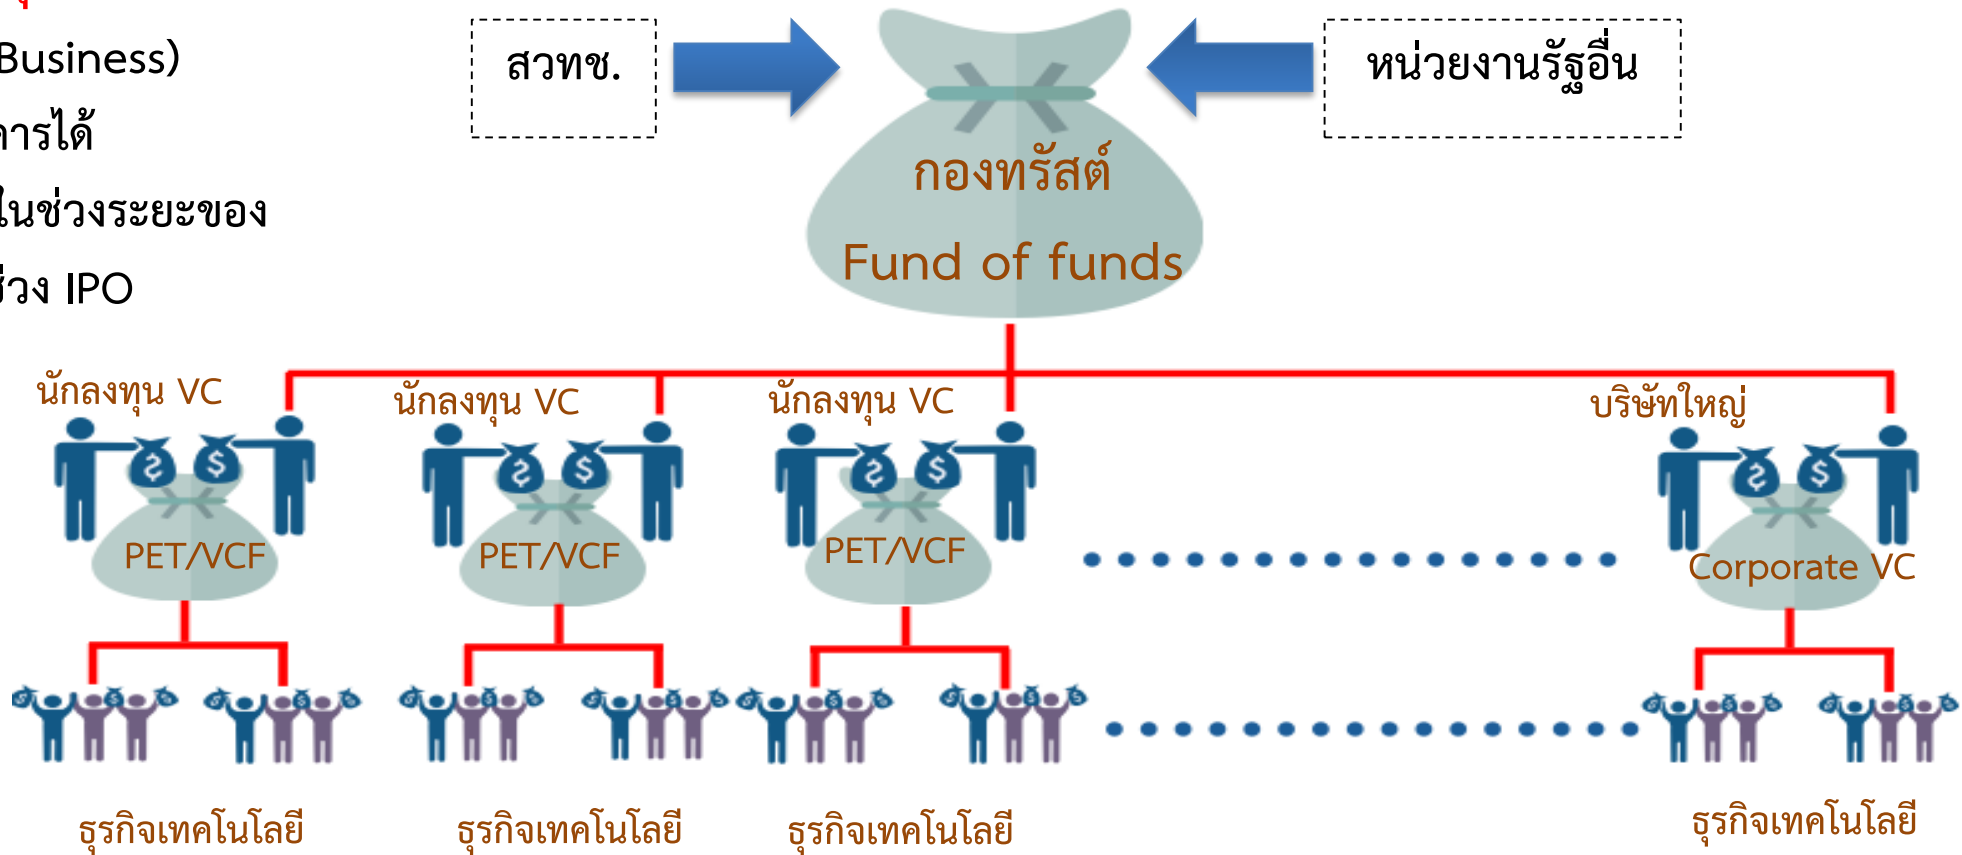 Business)
สวทช.
หน่วยงานรัฐอื่น
คารได้
ในช่วงระยะของ
ช่วง IPO
กองทรัสต์
Fund of funds
นักลงทุน VC
นักลงทุน VC
นักลงทุน VC
บริษัทใหญ่
PET/VCF
PET/VCF
PET/VCF
Corporate VC
ธุรกิจเทคโนโลยี
ธุรกิจเทคโนโลยี
ธุรกิจเทคโนโลยี
ธุรกิจเทคโนโลยี